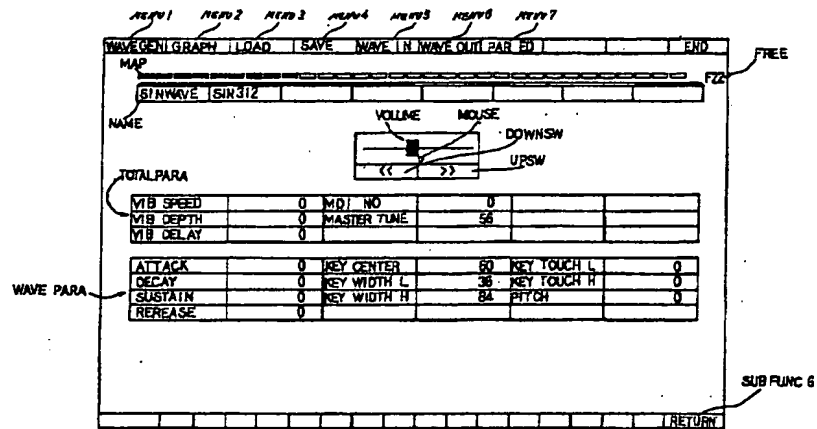 MENU1 MENU2 MENU3 MENU4 MENU5 MENU6 MENU7
WAVE GEN GRAPH LOAD SAVE WAVE IN WAVE OUT PAR ED END
MAP
FREE
F22
SINWAVE SIN312
NAME
VOLUME MOUSE
DOWNSW
UPSW
<< >>
TOTALPARA
VIB SPEED 0 MDI NO 0
VIB DEPTH 0 MASTER TUNE 56
VIB DELAY 0
ATTACK 0 KEY CENTER 60 KEY TOUCH L 0
WAVE PARA
DECAY 0 KEY WIDTH L 36 KEY TOUCH H 0
SUSTAIN 0 KEY WIDTH H 84 PITCH 0
REREASE 0
SUB FUNC 6
RETURN